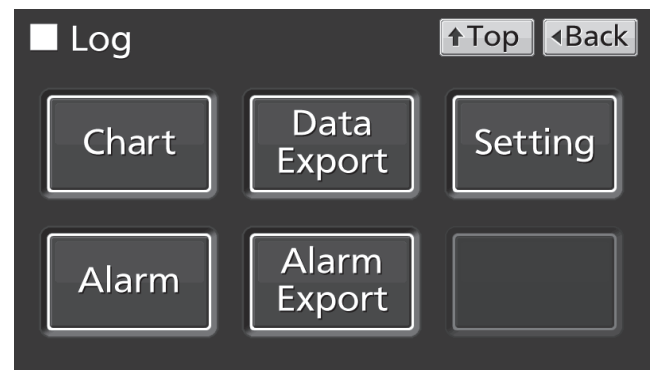 Log
Top
Back
Chart
Data
Export
Setting
Alarm
Alarm
Export